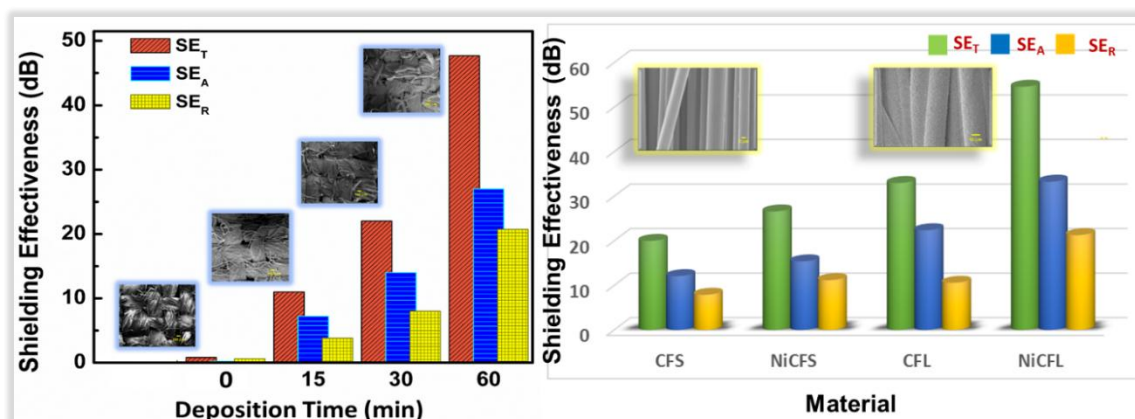 50
40
30
20
10
0
Shielding Effectiveness (dB)
SE_T
SE_A
SE_R
0 15 30 60
Deposition Time (min)
SE_T SE_A SE_R
60
50
40
30
20
10
0
Shielding Effectiveness (dB)
CFS NiCFS CFL NiCFL
Material